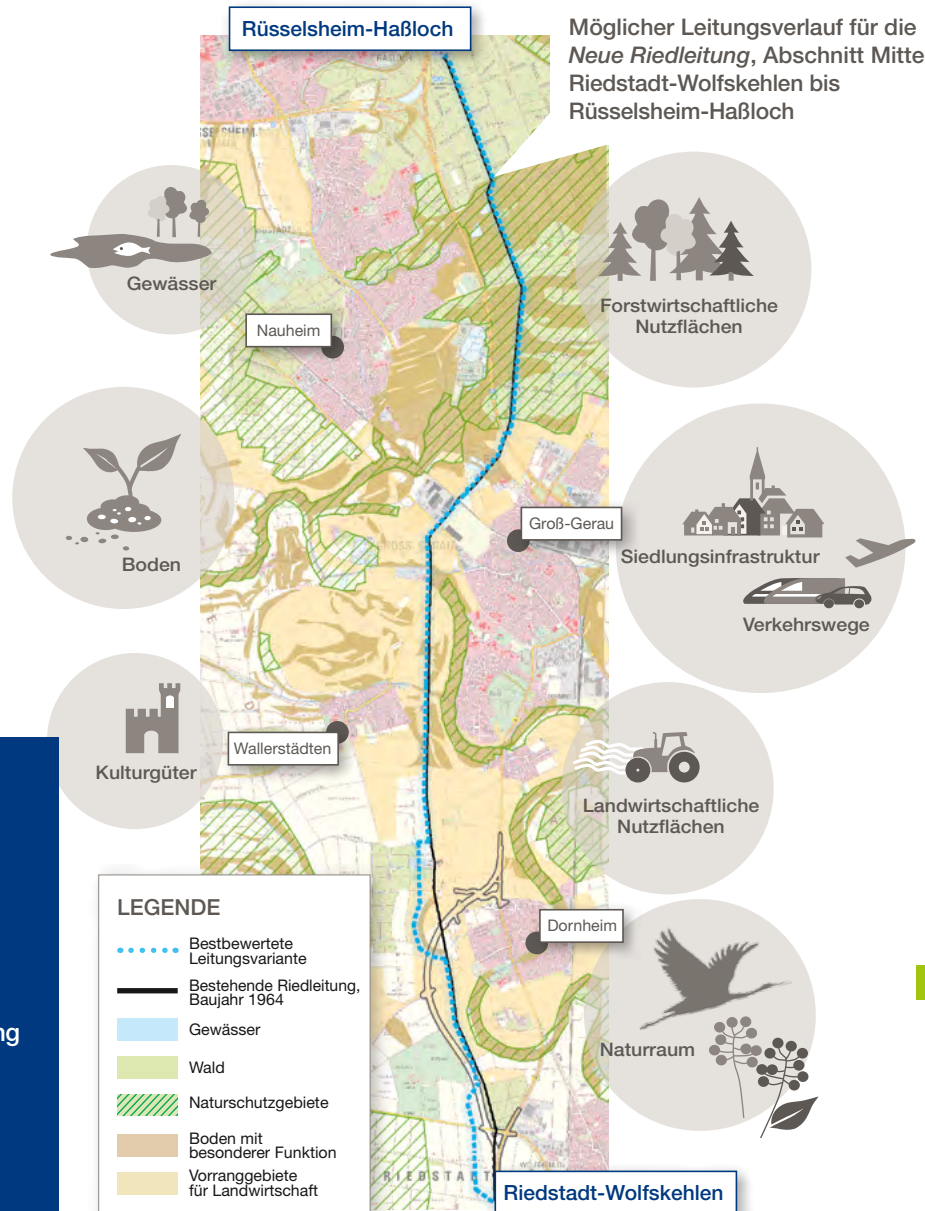 Rüsselsheim-Haßloch
Möglicher Leitungsverlauf für die
Neue Riedleitung, Abschnitt Mitte
Riedstadt-Wolfskehlen bis
Rüsselsheim-Haßloch
Gewässer
Forstwirtschaftliche
Nutzflächen
Nauheim
Boden
Groß-Gerau
Siedlungsinfrastruktur
Verkehrswege
Kulturgüter
Wallerstädten
Landwirtschaftliche
Nutzflächen
Dornheim
Naturraum
LEGENDE
Bestbewertete
Leitungsvariante
Bestehende Riedleitung,
Baujahr 1964
Gewässer
Wald
Naturschutzgebiete
Boden mit
besonderer Funktion
Vorranggebiete
für Landwirtschaft
ng
RIEDSTADT
Riedstadt-Wolfskehlen